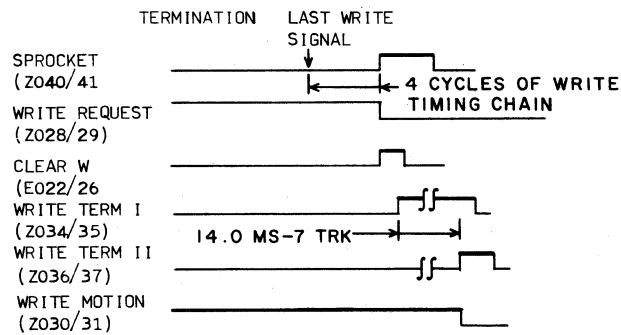 TERMINATION LAST WRITE
SIGNAL
SPROCKET
(Z040/41
4 CYCLES OF WRITE
TIMING CHAIN
WRITE REQUEST
(Z028/29)
CLEAR W
(E022/26
WRITE TERM I
(Z034/35)
14.0 MS-7 TRK
WRITE TERM II
(Z036/37)
WRITE MOTION
(Z030/31)